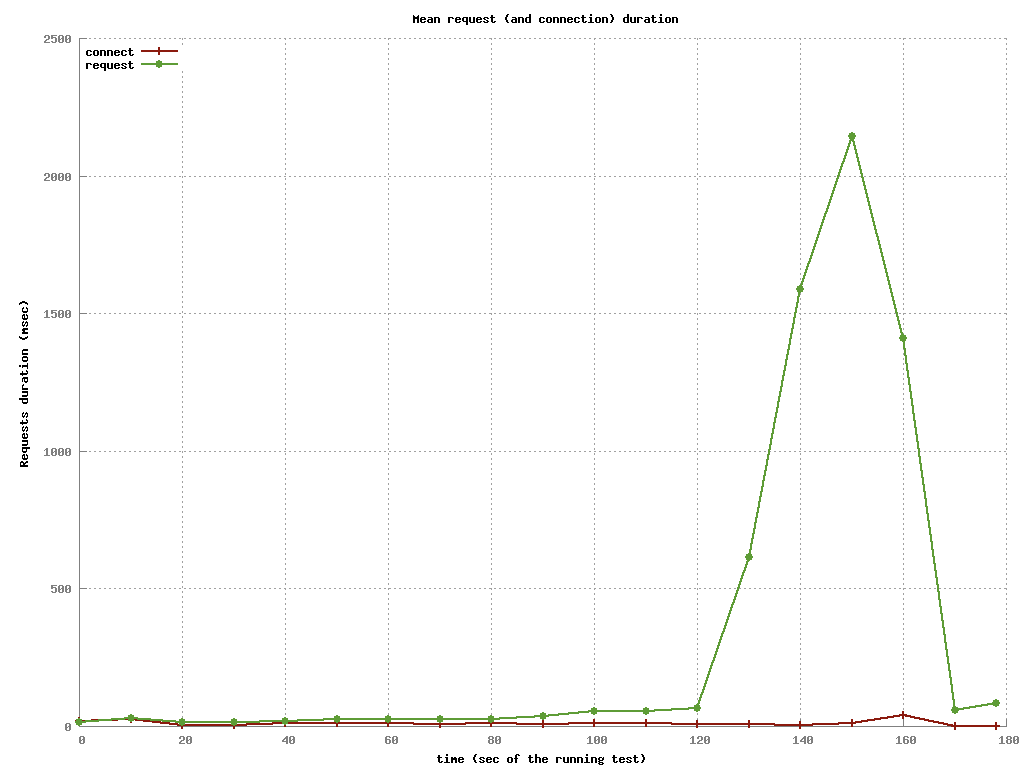 Mean request (and connection) duration
2500
connect
request
2000
1500
1000
500
0
Requests duration (msec)
0 20 40 60 80 100 120 140 160 180
time (sec of the running test)